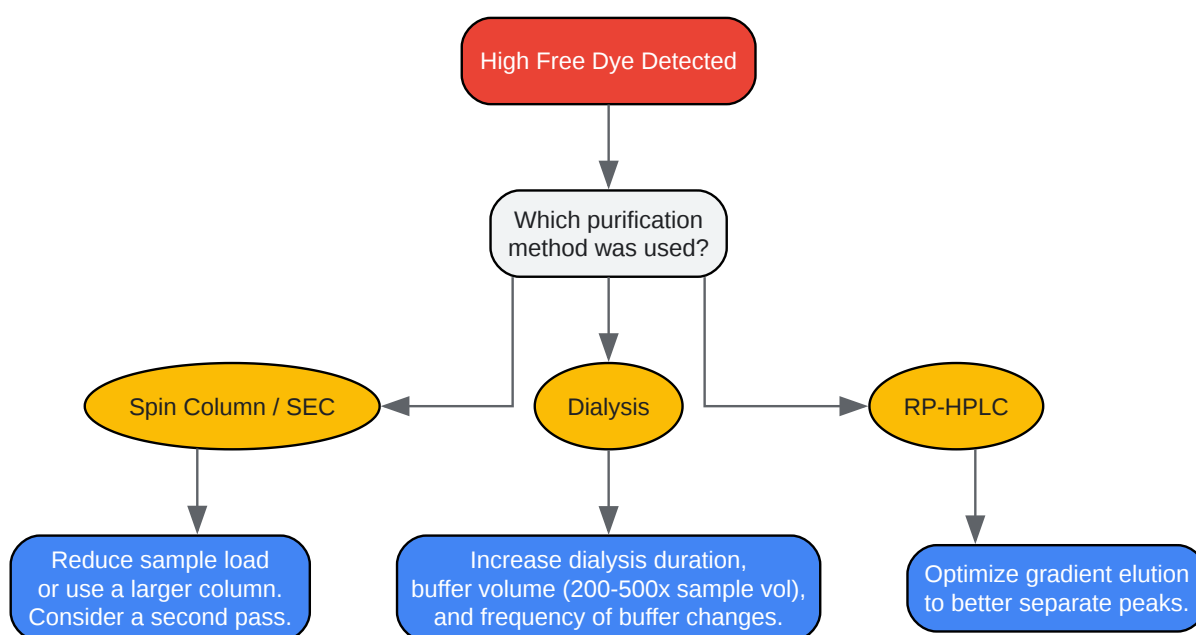 High Free Dye Detected
Which purification
method was used?
Spin Column / SEC
Dialysis
RP-HPLC
Reduce sample load
or use a larger column.
Consider a second pass.
Increase dialysis duration,
buffer volume (200-500x sample vol),
and frequency of buffer changes.
Optimize gradient elution
to better separate peaks.